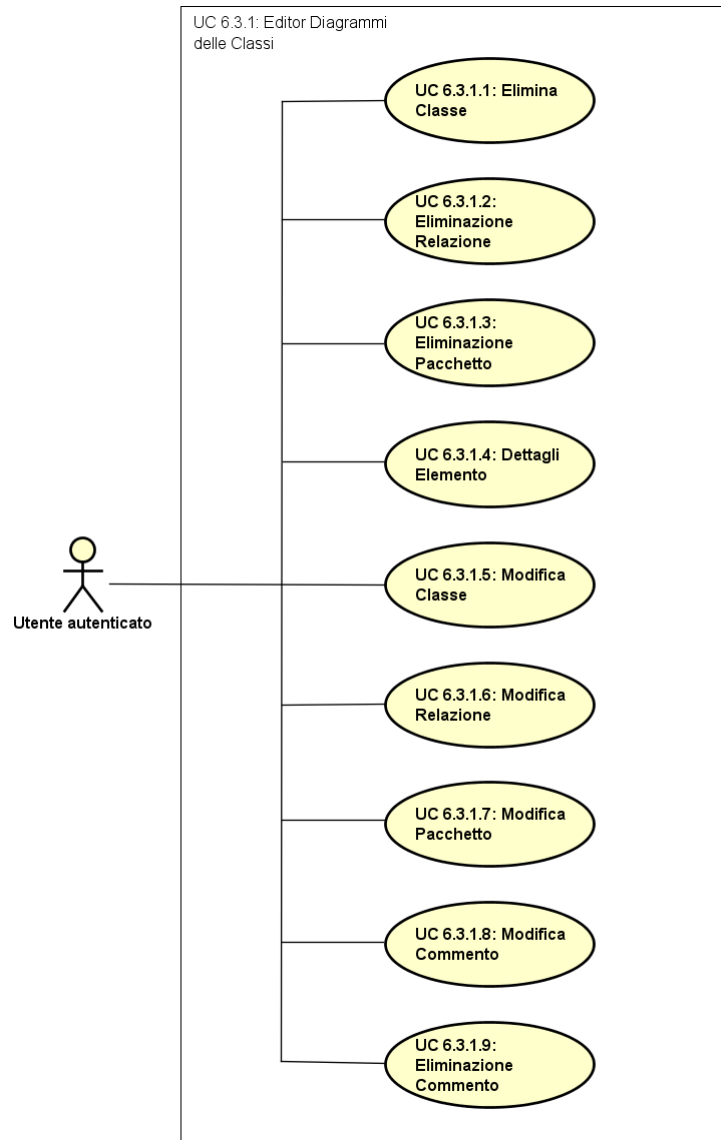 UC 6.3.1: Editor Diagrammi
delle Classi
UC 6.3.1.1: Elimina
Classe
UC 6.3.1.2:
Eliminazione
Relazione
UC 6.3.1.3:
Eliminazione
Pacchetto
UC 6.3.1.4: Dettagli
Elemento
UC 6.3.1.5: Modifica
Classe
Utente autenticato
UC 6.3.1.6: Modifica
Relazione
UC 6.3.1.7: Modifica
Pacchetto
UC 6.3.1.8: Modifica
Commento
UC 6.3.1.9:
Eliminazione
Commento